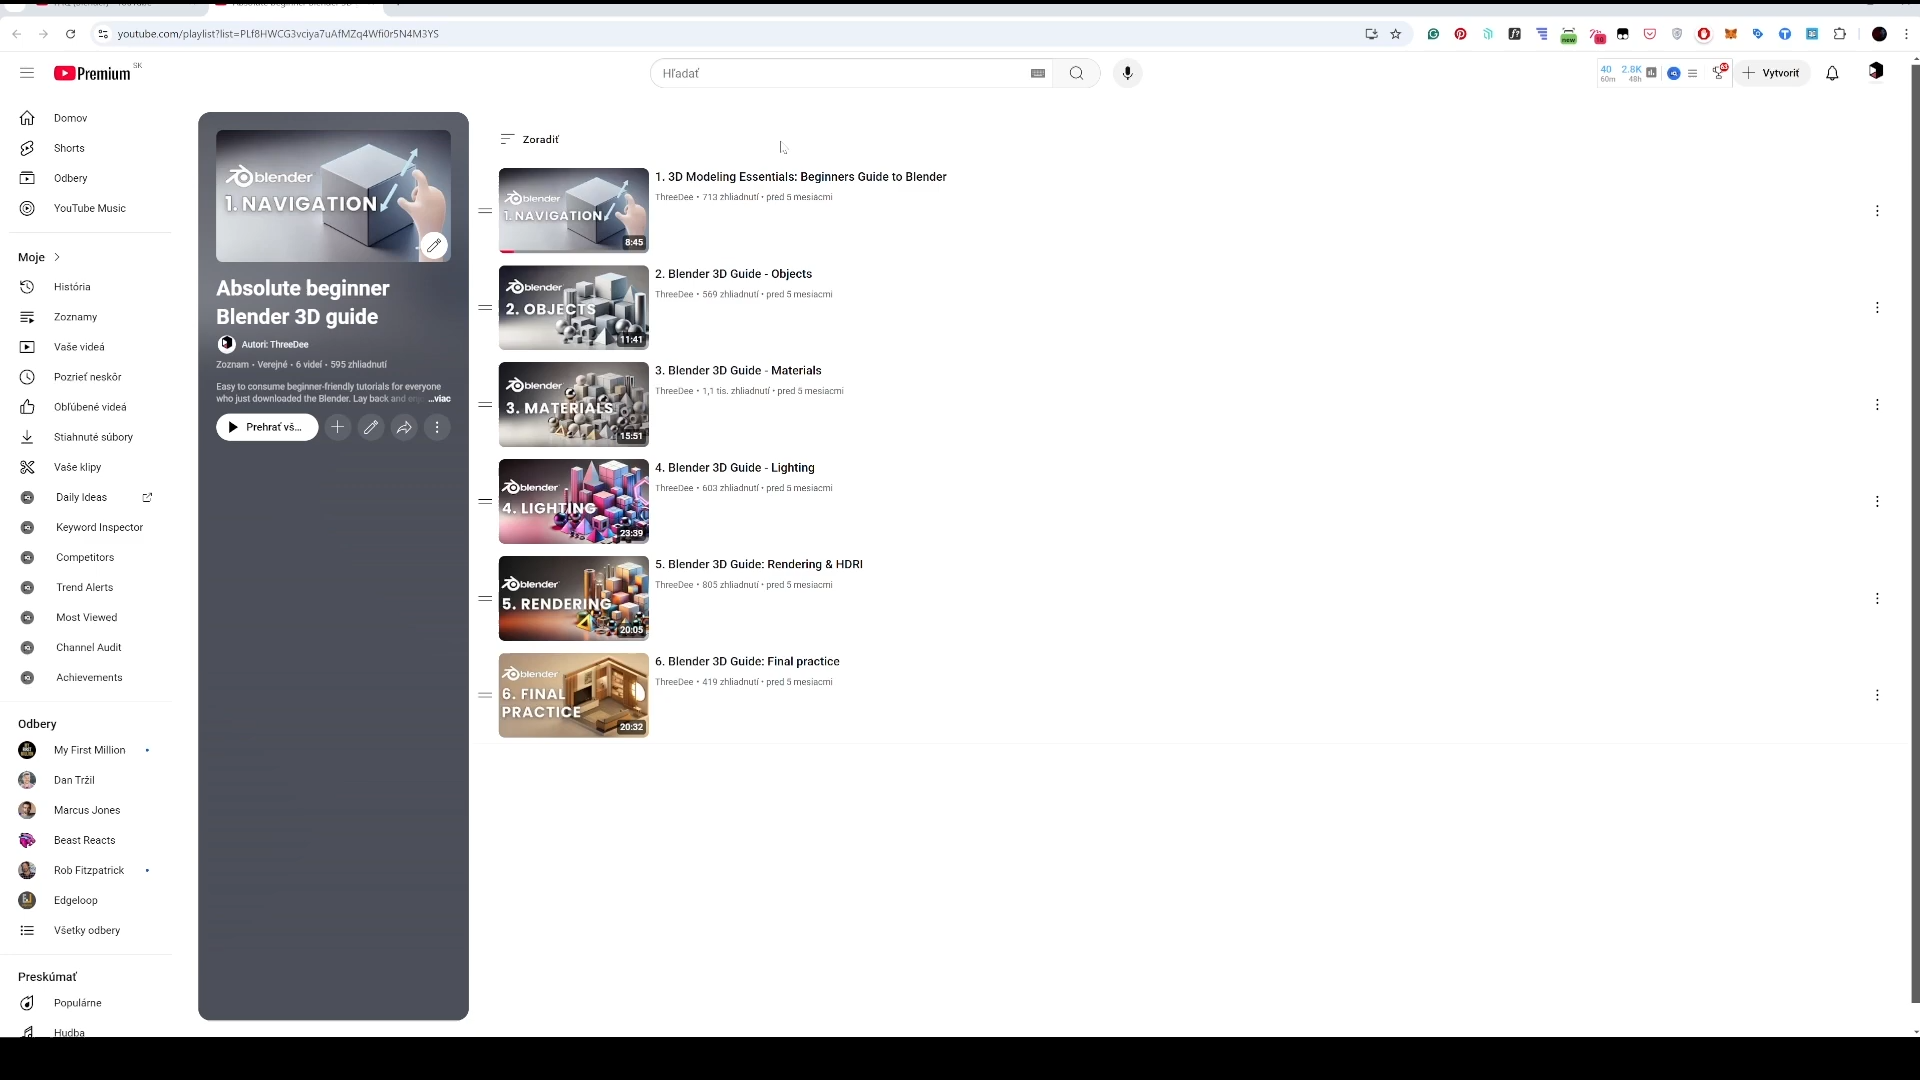 youtube.com/playlist?list=PLf8HWCG3vciya7uAfMZq4Wfi0r5N4M3YS
new
10
Premium SK
Hľadať
40
60m
2.8K
48h
Vytvoriť
Domov
Shorts
Odbery
YouTube Music
Moje
História
Zoznamy
Vaše videá
Pozrieť neskôr
Obľúbené videá
Stiahnuté súbory
Vaše klipy
Daily Ideas
Keyword Inspector
Competitors
Trend Alerts
Most Viewed
Channel Audit
Achievements
Odbery
My First Million
Dan Tržil
Marcus Jones
Beast Reacts
Rob Fitzpatrick
Edgeloop
Všetky odbery
Preskúmať
Populárne
Hudba
blender
1. NAVIGATION
Absolute beginner
Blender 3D guide
Autori: ThreeDee
Zoznam • Verejné • 6 videí • 595 zhliadnutí
Easy to consume beginner-friendly tutorials for everyone
who just downloaded the Blender. Lay back and ...viac
Prehrať vš...
Zoradiť
blender
1. NAVIGATION
8:45
1. 3D Modeling Essentials: Beginners Guide to Blender
ThreeDee • 713 zhliadnutí • pred 5 mesiacmi
blender
2. OBJECTS
11:41
2. Blender 3D Guide - Objects
ThreeDee • 569 zhliadnutí • pred 5 mesiacmi
blender
3. MATERIALS
15:51
3. Blender 3D Guide - Materials
ThreeDee • 1,1 tis. zhliadnutí • pred 5 mesiacmi
blender
4. LIGHTING
23:39
4. Blender 3D Guide - Lighting
ThreeDee • 603 zhliadnutí • pred 5 mesiacmi
blender
5. RENDERING
20:05
5. Blender 3D Guide: Rendering & HDRI
ThreeDee • 805 zhliadnutí • pred 5 mesiacmi
blender
6. FINAL
PRACTICE
20:32
6. Blender 3D Guide: Final practice
ThreeDee • 419 zhliadnutí • pred 5 mesiacmi